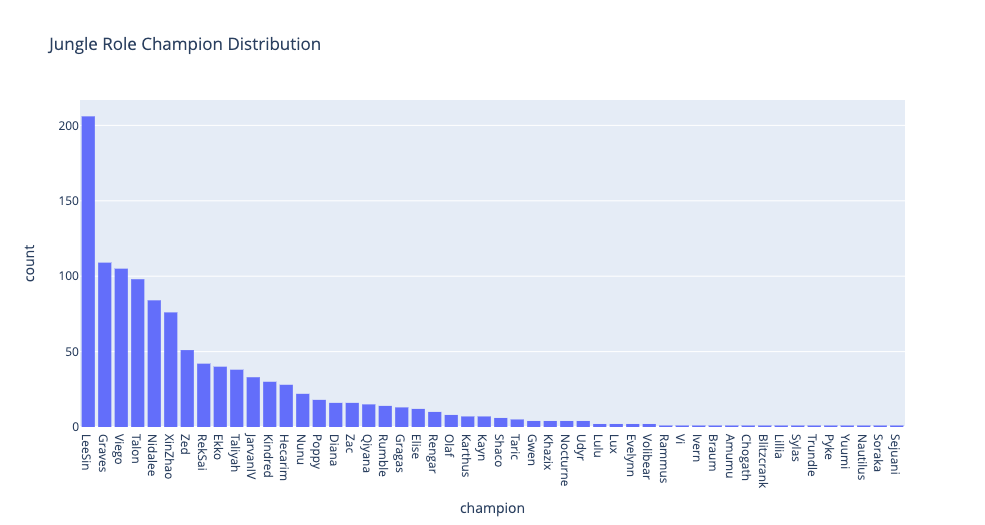 Jungle Role Champion Distribution
200
150
100
50
0
count
LeeSin
Graves
Viego
Talon
Nidalee
XinZhao
Zed
RekSai
Ekko
Taliyah
JarvanIV
Kindred
Hecarim
Nunu
Poppy
Diana
Zac
Qiyana
Rumble
Gragas
Elise
Rengar
Olaf
Karthus
Kayn
Shaco
Taric
Gwen
Khazix
Nocturne
Udyr
Lulu
Lux
Evelynn
Volibear
Rammus
Vi
Ivern
Braum
Amumu
Chogath
Blitzcrank
Lillia
Sylas
Trundle
Pyke
Yuumi
Nautilus
Soraka
Sejuani
champion